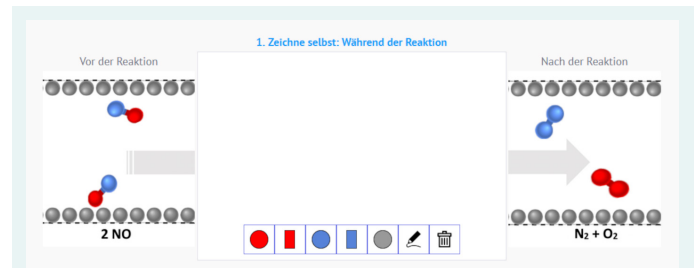 1. Zeichne selbst: Während der Reaktion
Vor der Reaktion
Nach der Reaktion
2 NO
N₂ + O₂